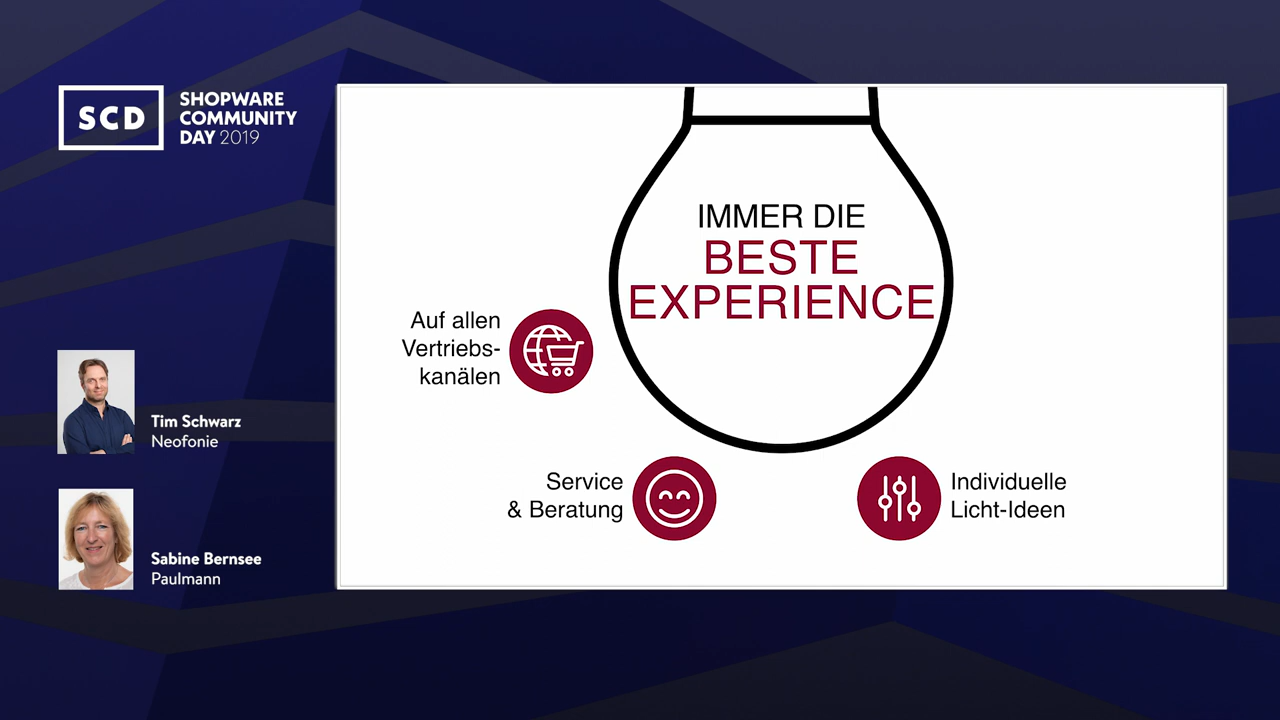 SCD
SHOPWARE
COMMUNITY
DAY 2019
IMMER DIE
BESTE
EXPERIENCE
Auf allen
Vertriebs-
kanälen
Service
& Beratung
Individuelle
Licht-Ideen
Tim Schwarz
Neofonie
Sabine Bernsee
Paulmann